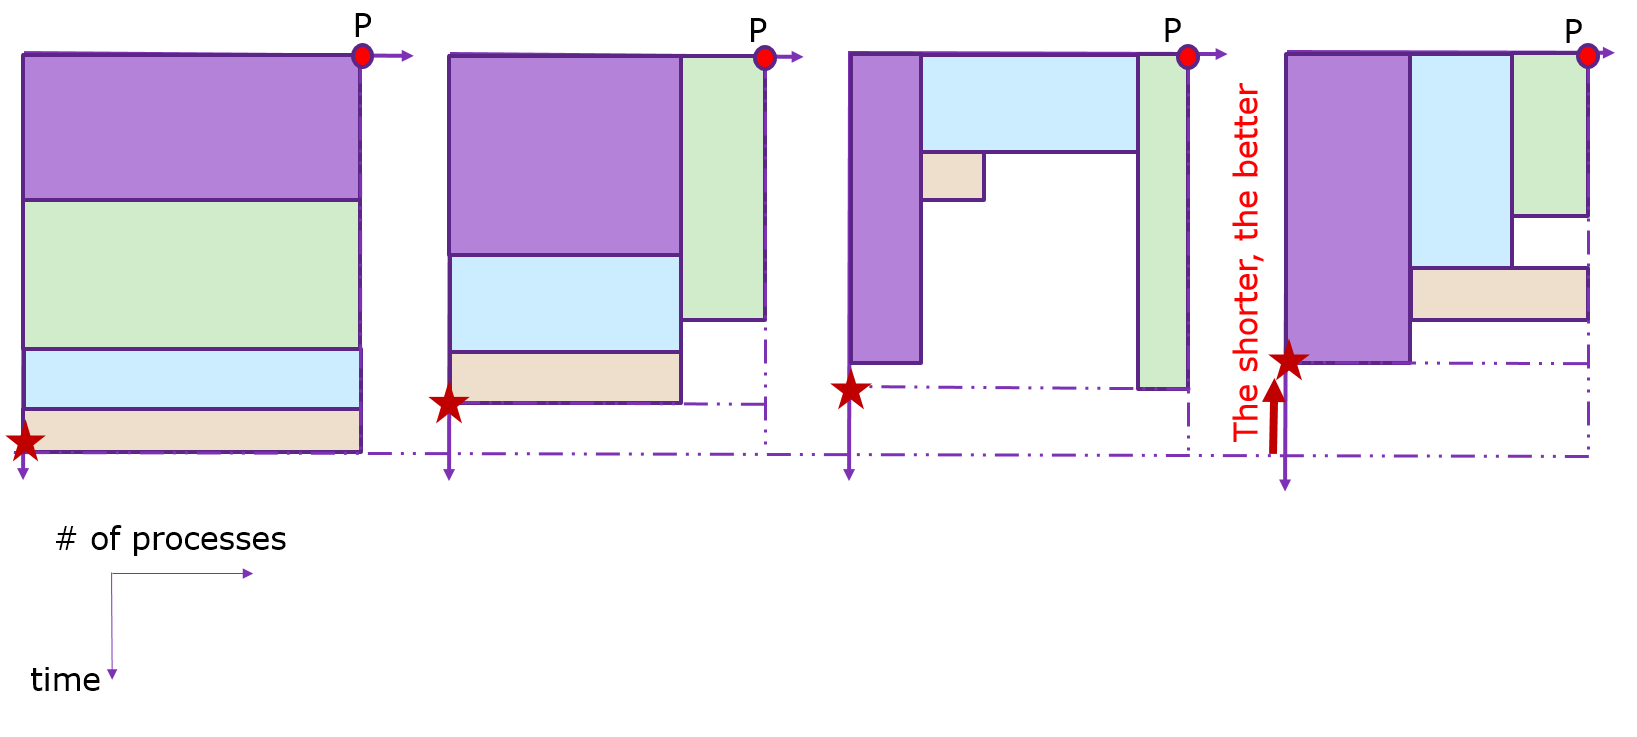 P
P
P
P
The shorter, the better
# of processes
time